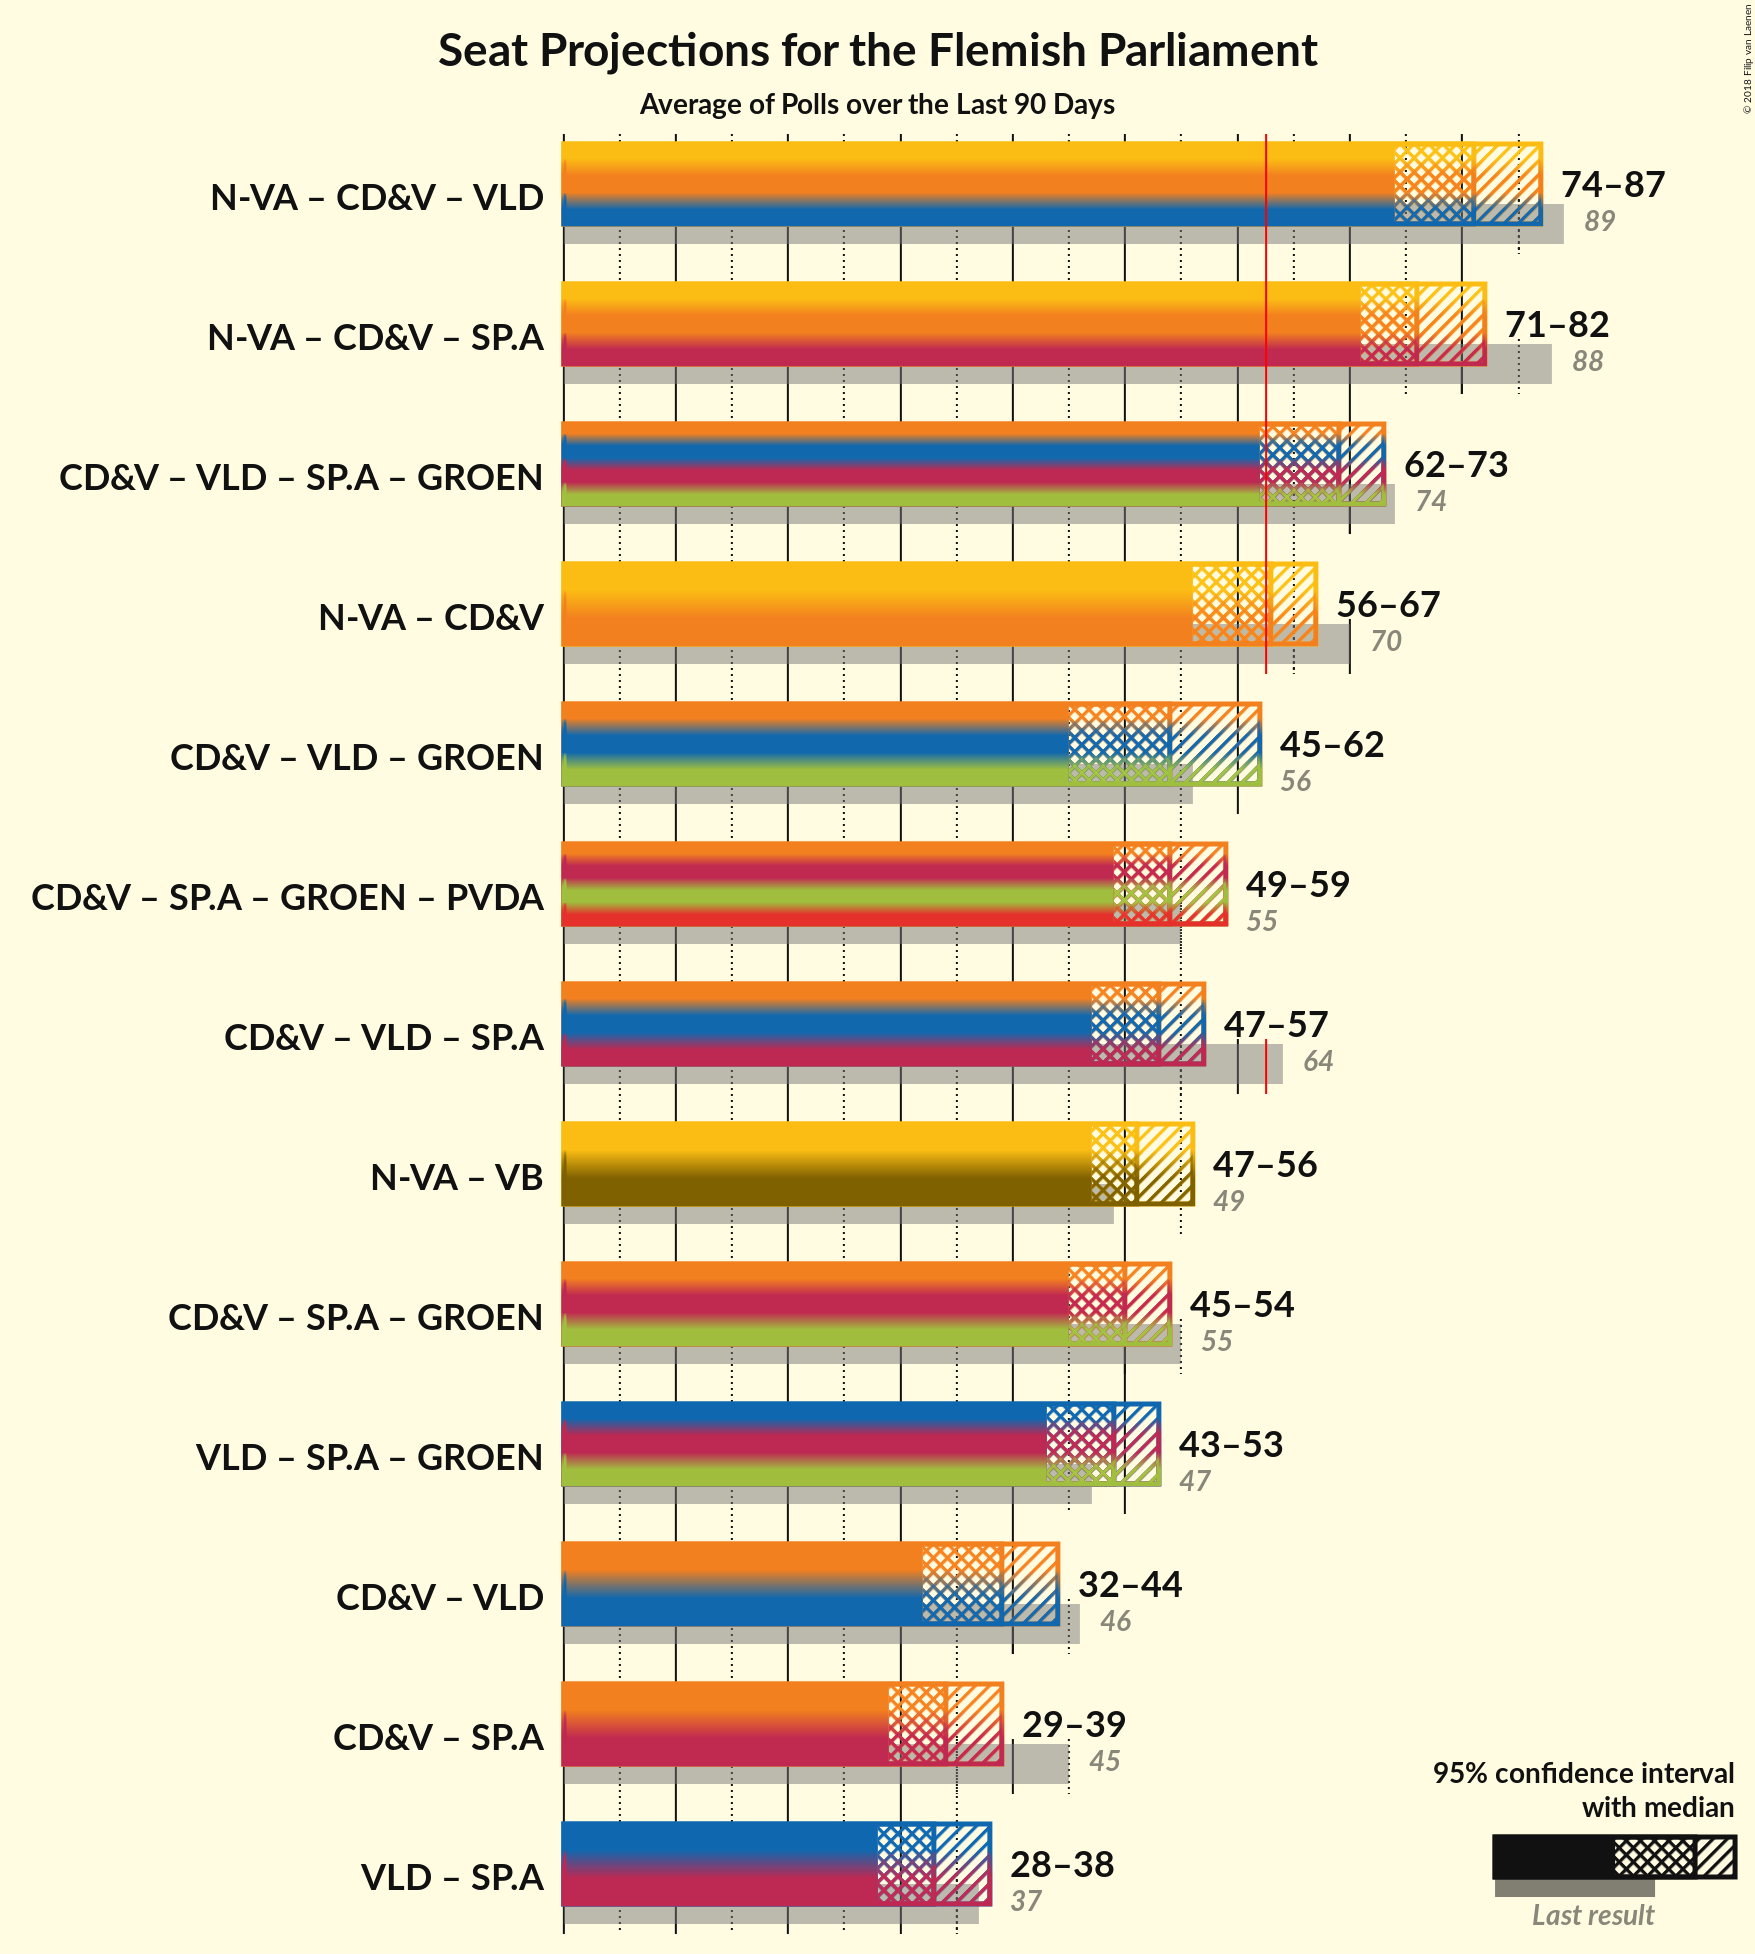 Seat Projections for the Flemish Parliament
Average of Polls over the Last 90 Days
© 2018 Filip van Laenen
N-VA – CD&V – VLD
74–87
89
N-VA – CD&V – SP.A
71–82
88
CD&V – VLD – SP.A – GROEN
62–73
74
N-VA – CD&V
56–67
70
CD&V – VLD – GROEN
45–62
56
CD&V – SP.A – GROEN – PVDA
49–59
55
CD&V – VLD – SP.A
47–57
64
N-VA – VB
47–56
49
CD&V – SP.A – GROEN
45–54
55
VLD – SP.A – GROEN
43–53
47
CD&V – VLD
32–44
46
CD&V – SP.A
29–39
45
VLD – SP.A
28–38
37
95% confidence interval
with median
Last result